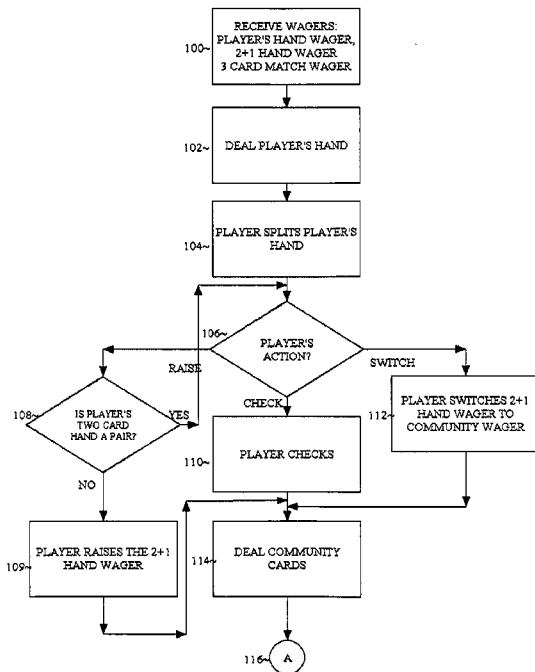 100~
RECEIVE WAGERS:
PLAYER'S HAND WAGER,
2+1 HAND WAGER
3 CARD MATCH WAGER
102~
DEAL PLAYER'S HAND
104~
PLAYER SPLITS PLAYER'S
HAND
106~
PLAYER'S
ACTION?
RAISE
SWITCH
CHECK
108~
IS PLAYER'S
TWO CARD
HAND A PAIR?
YES
NO
110~
PLAYER CHECKS
112~
PLAYER SWITCHES 2+1
HAND WAGER TO
COMMUNITY WAGER
109~
PLAYER RAISES THE 2+1
HAND WAGER
114~
DEAL COMMUNITY
CARDS
116~
A